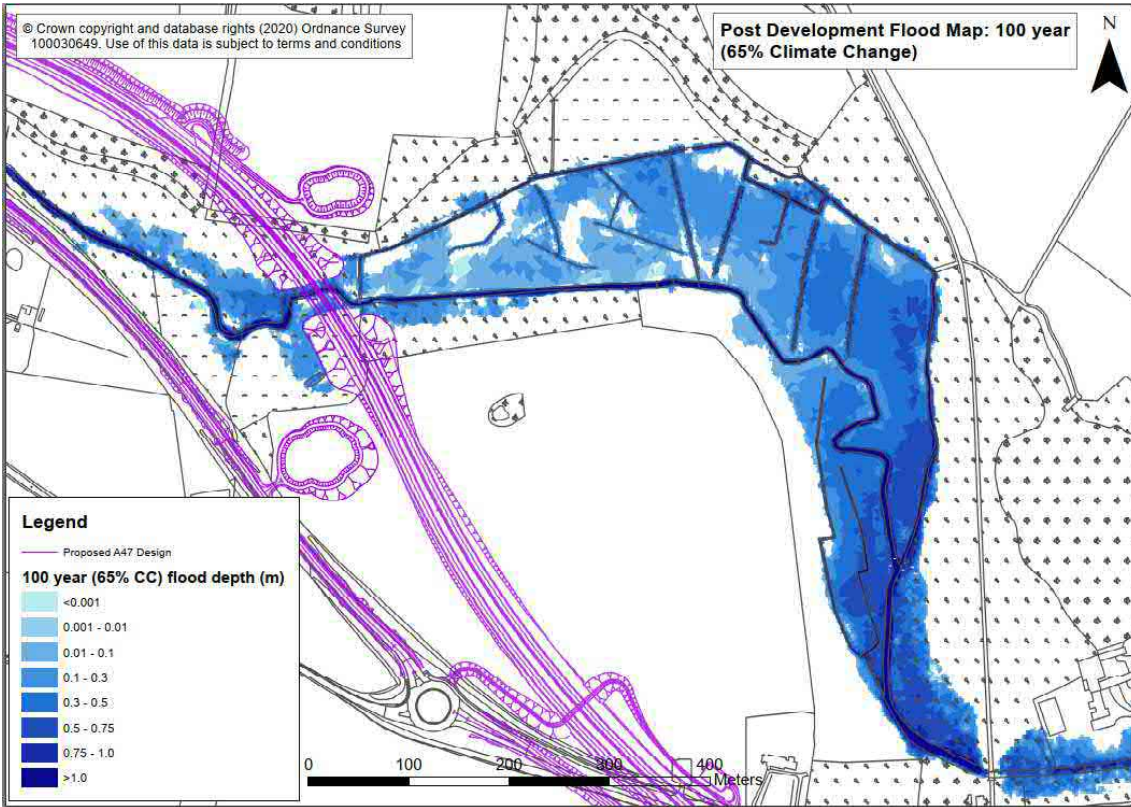 © Crown copyright and database rights (2020) Ordnance Survey
100030649. Use of this data is subject to terms and conditions
Post Development Flood Map: 100 year
(65% Climate Change)
N
Legend
Proposed A47 Design
100 year (65% CC) flood depth (m)
<0.001
0.001 - 0.01
0.01 - 0.1
0.1 - 0.3
0.3 - 0.5
0.5 - 0.75
0.75 - 1.0
>1.0
0 100 200 300 400
Meters